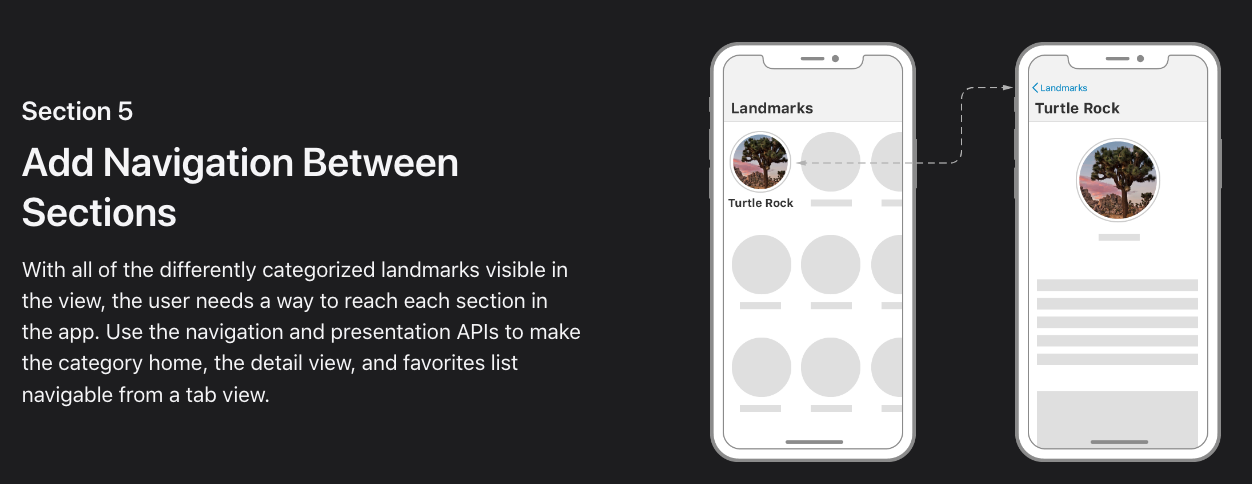 Section 5
Add Navigation Between
Sections
With all of the differently categorized landmarks visible in
the view, the user needs a way to reach each section in
the app. Use the navigation and presentation APIs to make
the category home, the detail view, and favorites list
navigable from a tab view.
Landmarks
Turtle Rock
Landmarks
Turtle Rock